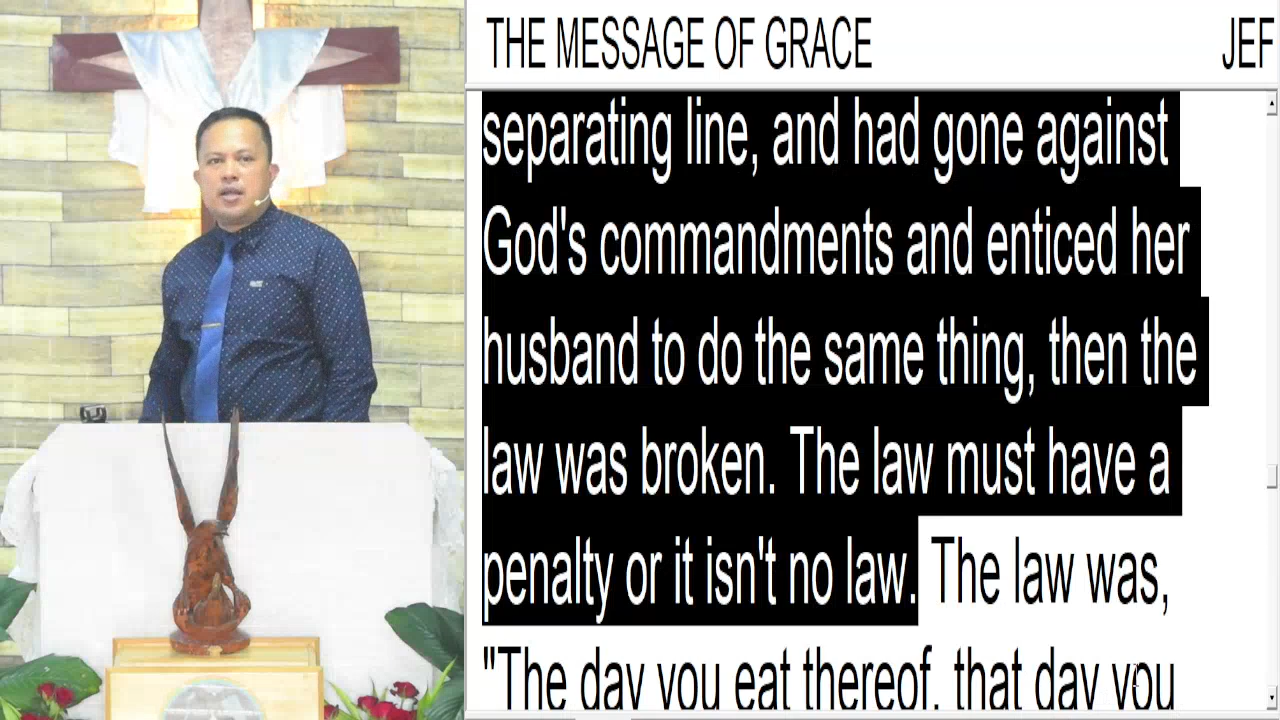 THE MESSAGE OF GRACE JEF
separating line, and had gone against
God's commandments and enticed her
husband to do the same thing, then the
law was broken. The law must have a
penalty or it isn't no law. The law was,
"The day you eat thereof, that day you